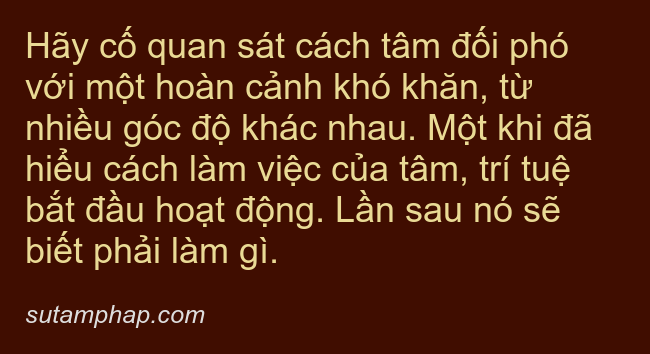 Hãy cố quan sát cách tâm đối phó
với một hoàn cảnh khó khăn, từ
nhiều góc độ khác nhau. Một khi đã
hiểu cách làm việc của tâm, trí tuệ
bắt đầu hoạt động. Lần sau nó sẽ
biết phải làm gì.
sutamphap.com